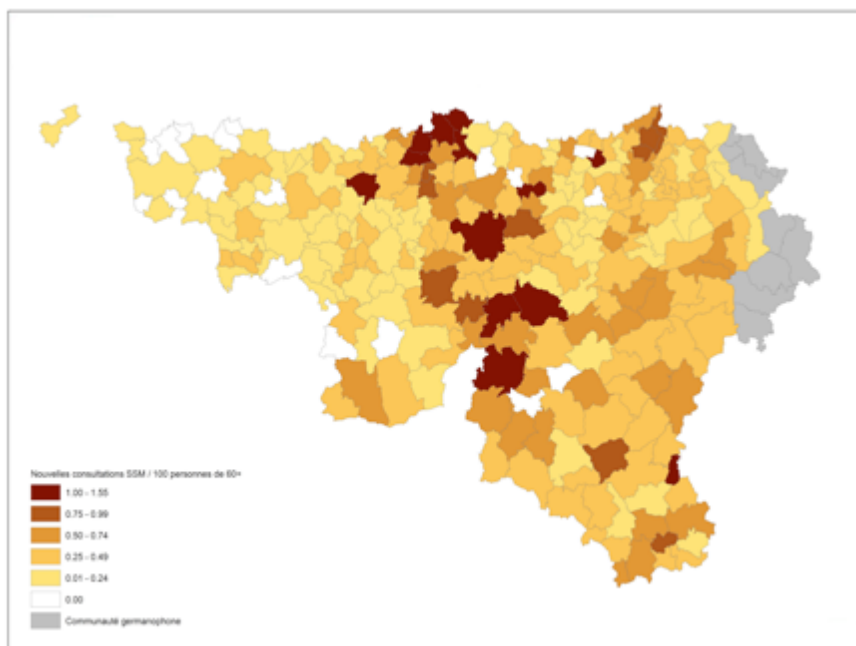 Nouvelles consultations SSM / 100 personnes de 60+
1.00 - 1.55
0.75 - 0.99
0.50 - 0.74
0.25 - 0.49
0.01 - 0.24
0.00
Communauté germanophone